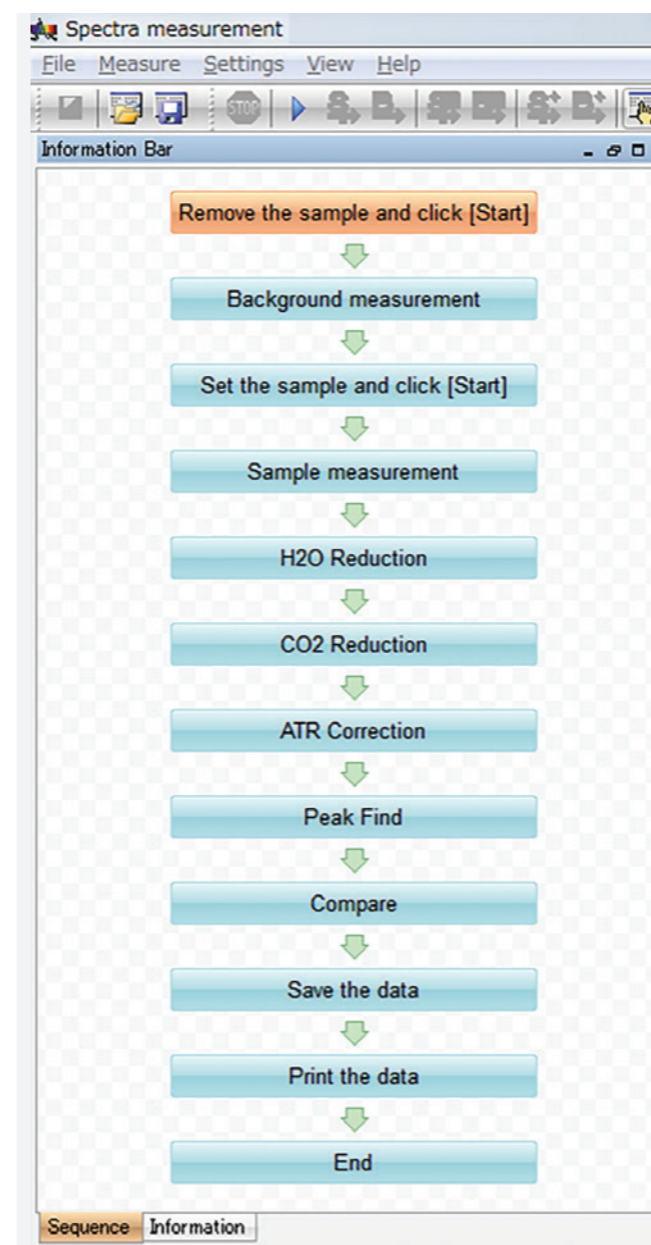 Spectra measurement
File Measure Settings View Help
STOP
Information Bar
Remove the sample and click [Start]
Background measurement
Set the sample and click [Start]
Sample measurement
H2O Reduction
CO2 Reduction
ATR Correction
Peak Find
Compare
Save the data
Print the data
End
Sequence Information